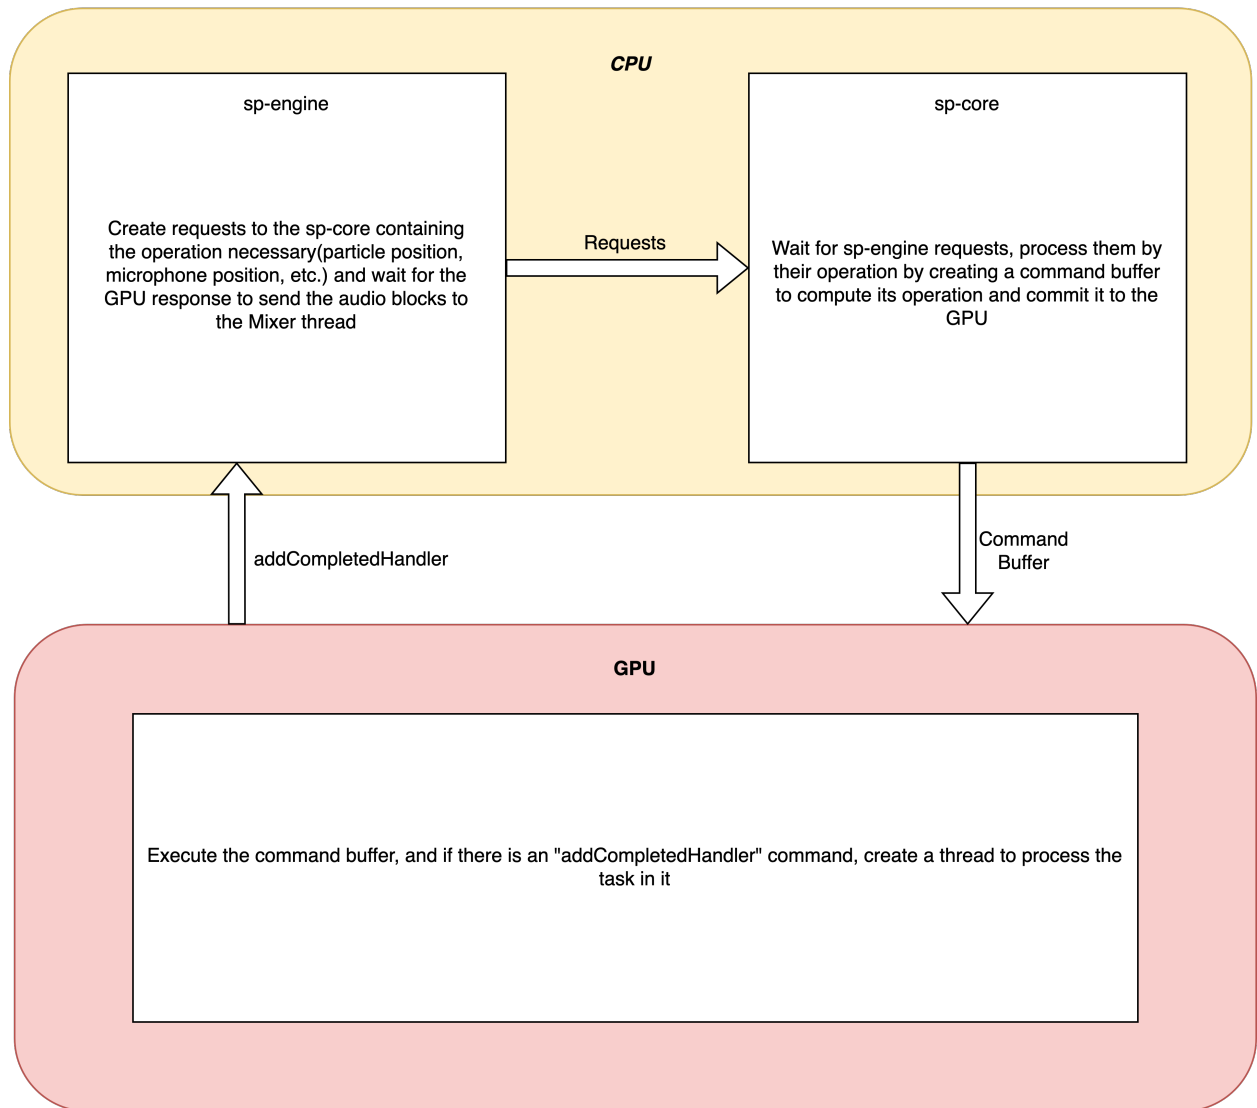 CPU
sp-engine
Create requests to the sp-core containing
the operation necessary(particle position,
microphone position, etc.) and wait for the
GPU response to send the audio blocks to
the Mixer thread
Requests
sp-core
Wait for sp-engine requests, process them by
their operation by creating a command buffer
to compute its operation and commit it to the
GPU
addCompletedHandler
Command
Buffer
GPU
Execute the command buffer, and if there is an "addCompletedHandler" command, create a thread to process the
task in it